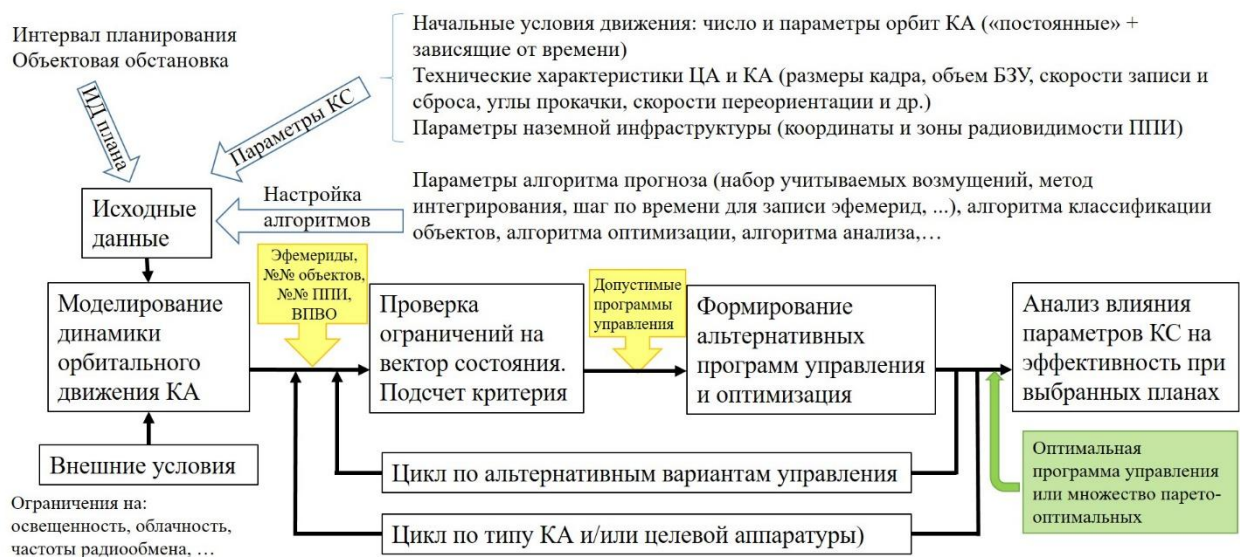 Интервал планирования
Объектовая обстановка
ИД плана
Параметры КС
Начальные условия движения: число и параметры орбит КА («постоянные» +
зависящие от времени)
Технические характеристики ЦА и КА (размеры кадра, объем БЗУ, скорости записи и
сброса, углы прокачки, скорости переориентации и др.)
Параметры наземной инфраструктуры (координаты и зоны радиовидимости ППИ)
Настройка
алгоритмов
Параметры алгоритма прогноза (набор учитываемых возмущений, метод
интегрирования, шаг по времени для записи эфемерид, ...), алгоритма классификации
объектов, алгоритма оптимизации, алгоритма анализа,…
Исходные
данные
Эфемериды,
№№ объектов,
№№ ППИ,
ВПВО
Допустимые
программы
управления
Моделирование
динамики
орбитального
движения КА
Проверка
ограничений на
вектор состояния.
Подсчет критерия
Формирование
альтернативных
программ управления
и оптимизация
Анализ влияния
параметров КС на
эффективность при
выбранных планах
Внешние условия
Ограничения на:
освещенность, облачность,
частоты радиообмена, …
Цикл по альтернативным вариантам управления
Цикл по типу КА и/или целевой аппаратуры)
Оптимальная
программа управления
или множество парето-
оптимальных